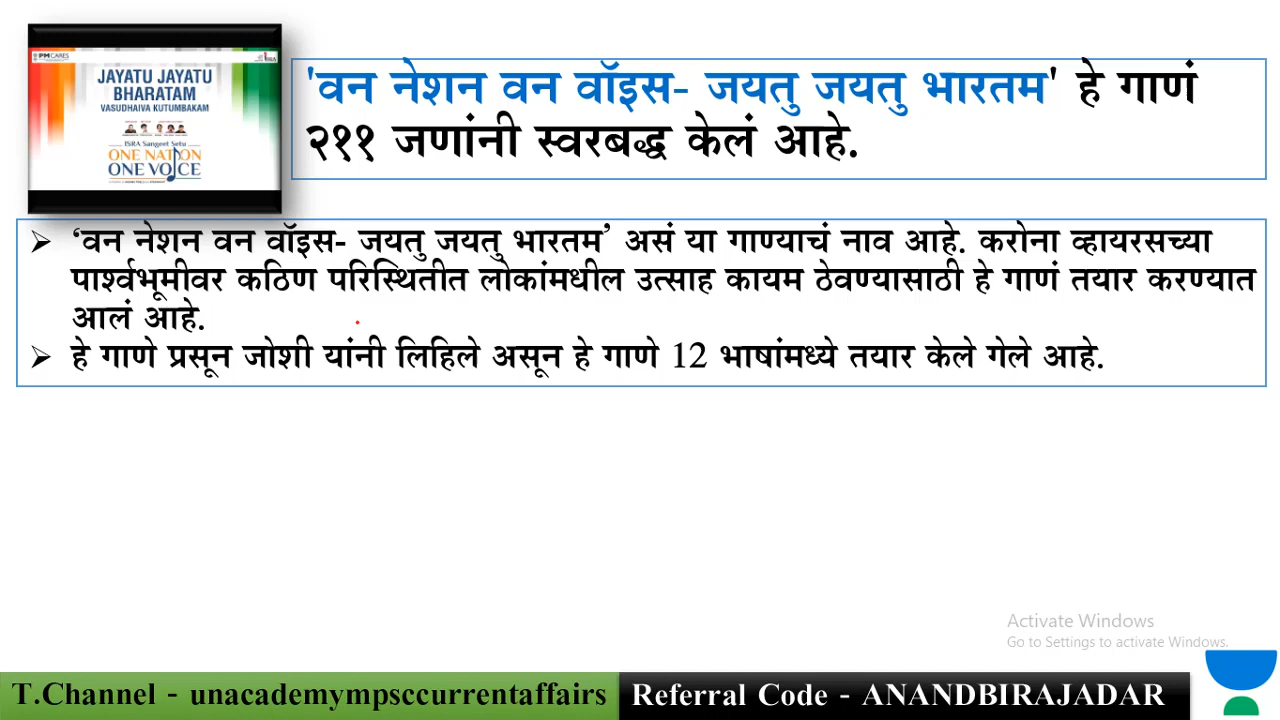 PM CARES
ISRA
JAYATU JAYATU
BHARATAM
VASUDHAIVA KUTUMBAKAM
ISRA Sangeet Setu
ONE NATION
ONE VOICE
'वन नेशन वन वॉइस- जयतु जयतु भारतम' हे गाणं
२११ जणांनी स्वरबद्ध केलं आहे.
➢ ‘वन नेशन वन वॉइस- जयतु जयतु भारतम’ असं या गाण्याचं नाव आहे. करोना व्हायरसच्या
पार्श्वभूमीवर कठिण परिस्थितीत लोकांमधील उत्साह कायम ठेवण्यासाठी हे गाणं तयार करण्यात
आलं आहे.
➢ हे गाणे प्रसून जोशी यांनी लिहिले असून हे गाणे 12 भाषांमध्ये तयार केले गेले आहे.
Activate Windows
Go to Settings to activate Windows.
T.Channel - unacademympsccurrentaffairs
Referral Code - ANANDBIRAJADAR